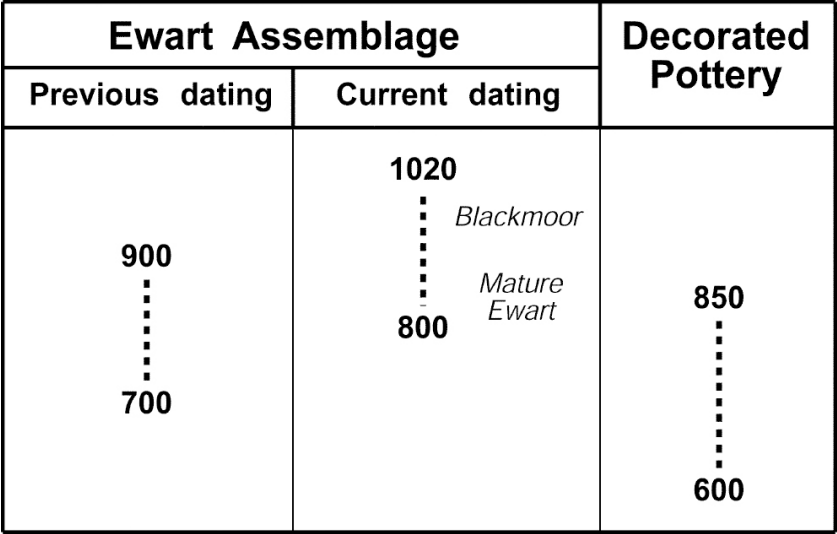 Ewart Assemblage
Decorated
Pottery
Previous dating
Current dating
1020
Blackmoor
900
Mature
Ewart
850
800
700
600